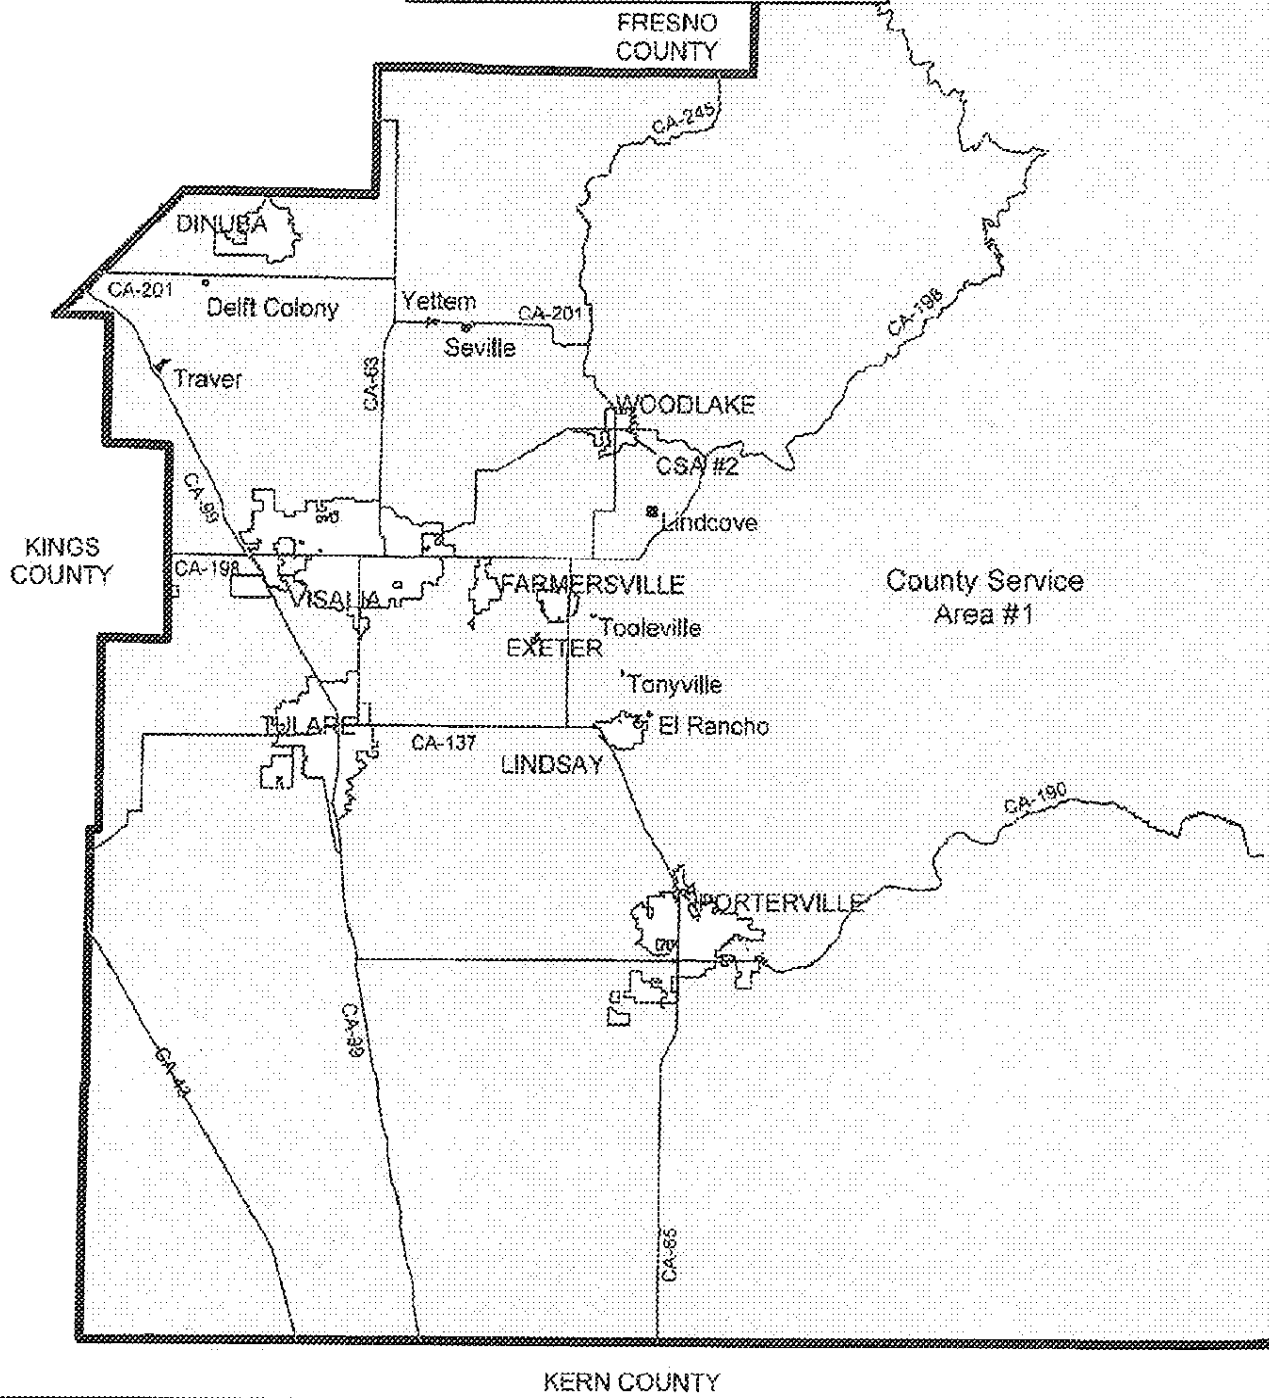 FRESNO
COUNTY
CA-245
DINUBA
CA-201
Delft Colony
Yettem
CA-201
Seville
CA-198
Traver
CA-63
WOODLAKE
CSA #2
CA-99
Lindcove
KINGS
COUNTY
CA-198
VISALIA
FARMERSVILLE
County Service
Area #1
Tooleville
EXETER
Tonyville
TULARE
El Rancho
CA-137
LINDSAY
CA-190
PORTERVILLE
CA-99
CA-43
CA-65
KERN COUNTY